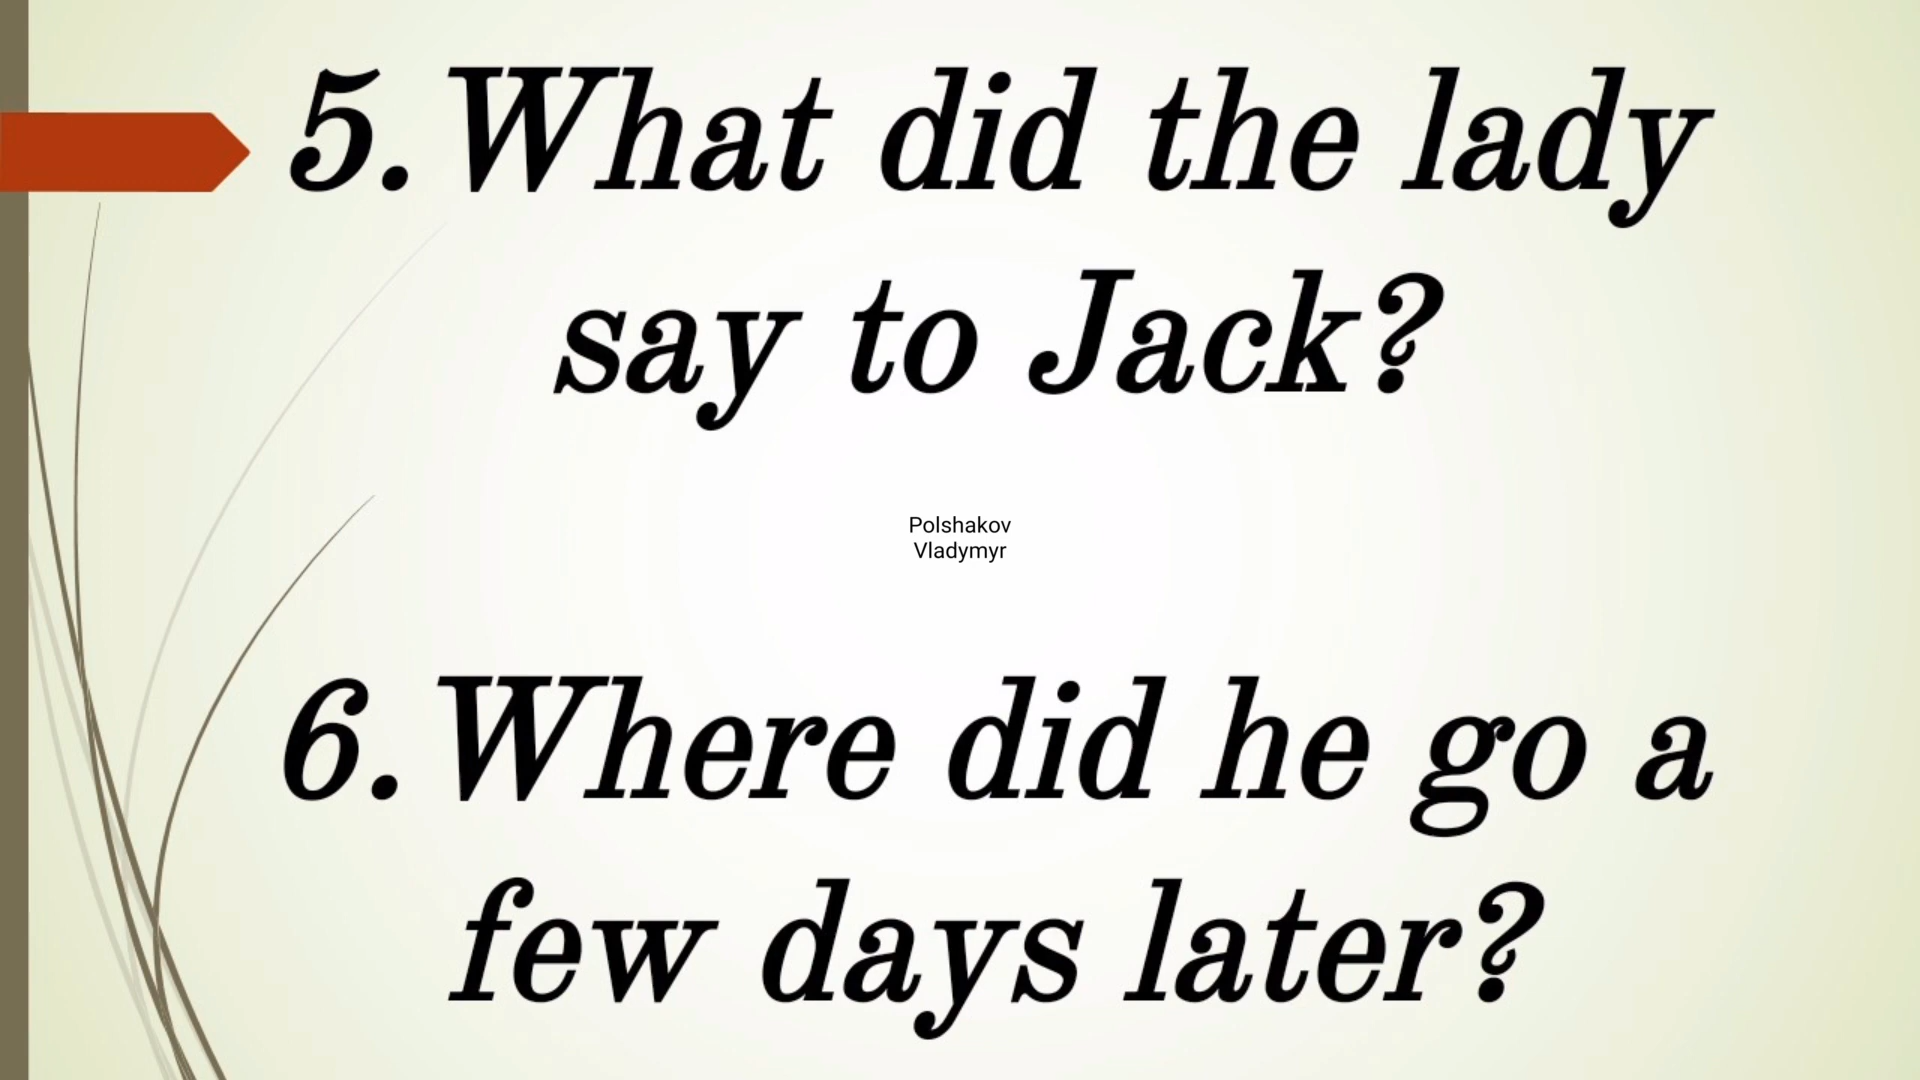 5.What did the lady
say to Jack?
Polshakov
Vladymyr
6.Where did he go a
few days later?